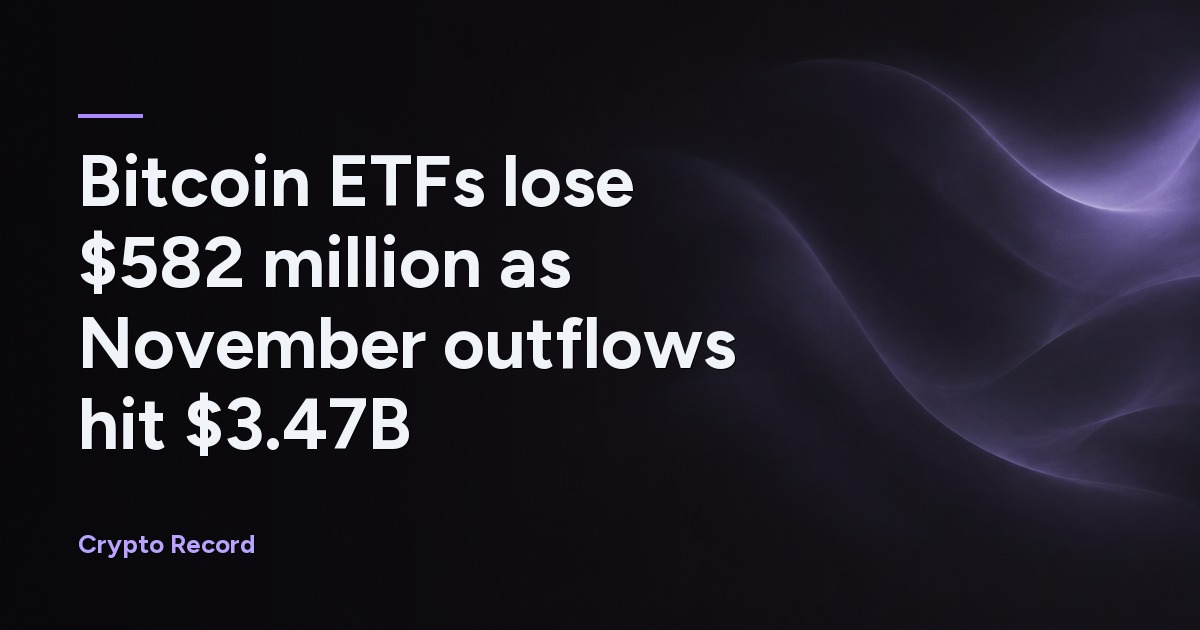 Bitcoin ETFs lose
$582 million as
November outflows
hit $3.47B
Crypto Record